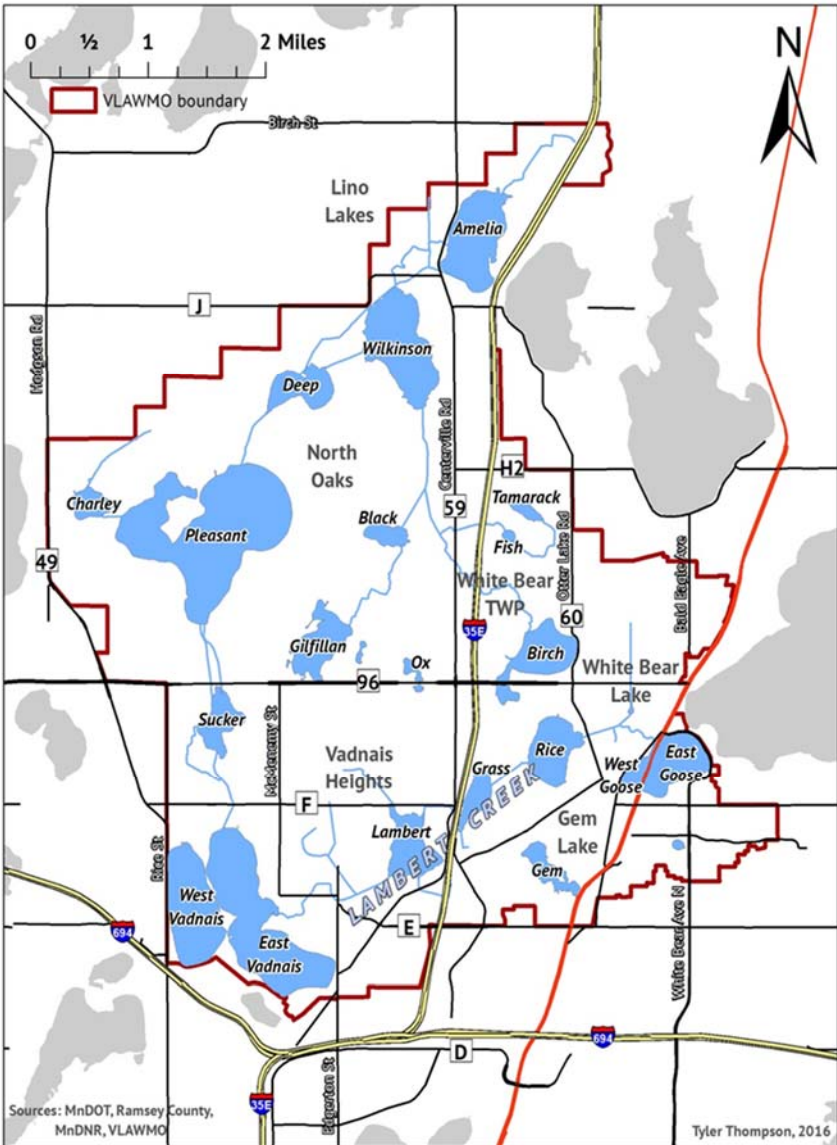 0 ½ 1 2 Miles
VLAWMO boundary
N
Birch St
Lino
Lakes
Amelia
J
Hodgson Rd
Wilkinson
Deep
Centerville Rd
North
Oaks
H2
Charley
Pleasant
Black
59
Tamarack
Fish
Otter Lake Rd
Bald Eagle Ave
49
White Bear
TWP
60
35E
Gilfillan
Ox
Birch
White Bear
Lake
96
Sucker
McMenemy St
Vadnais
Heights
Grass
Rice
West
Goose
East
Goose
F
Lambert
LAMBERT CREEK
Gem
Lake
Gem
Rice St
West
Vadnais
East
Vadnais
E
694
White Bear Ave N
694
D
Edgerton St
35E
Sources: MnDOT, Ramsey County,
MnDNR, VLAWMO
Tyler Thompson, 2016